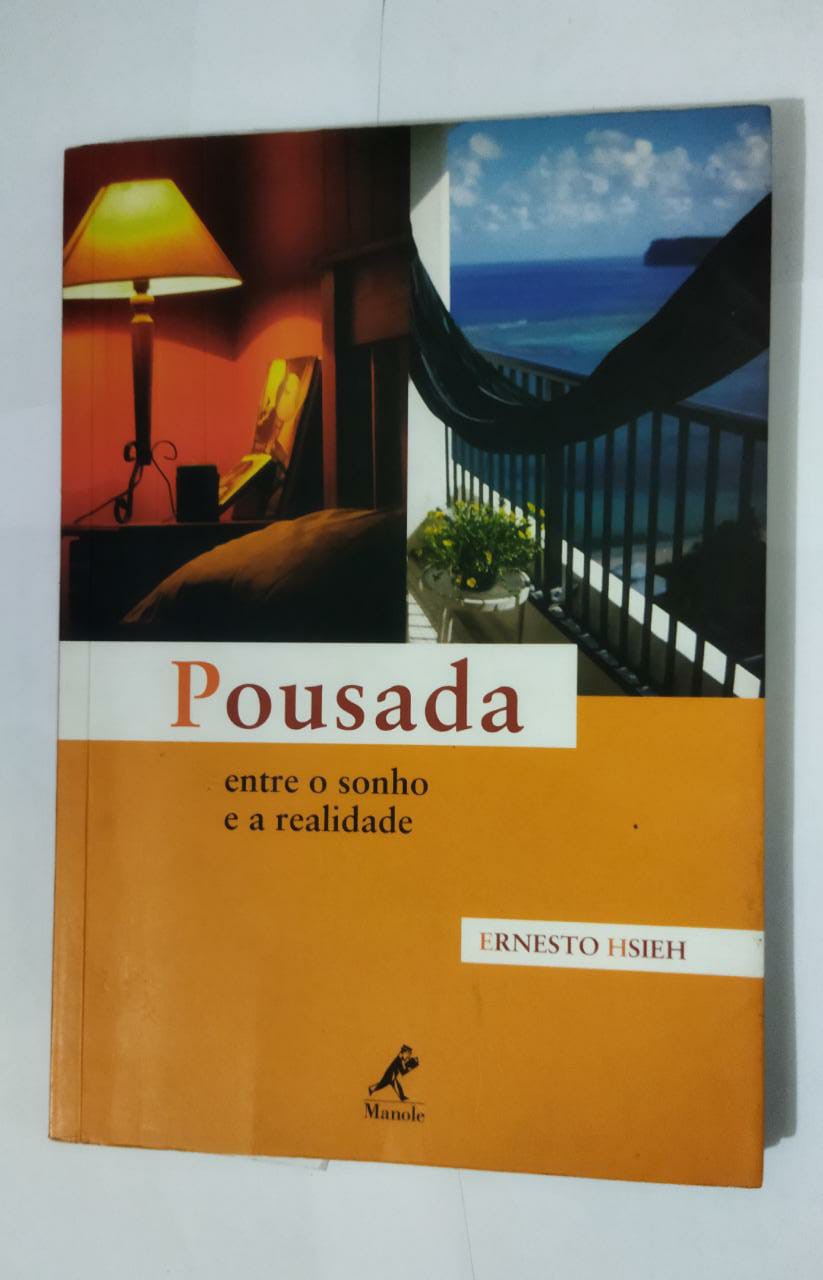 Pousada
entre o sonho
e a realidade
ERNESTO HSIEH
Manole